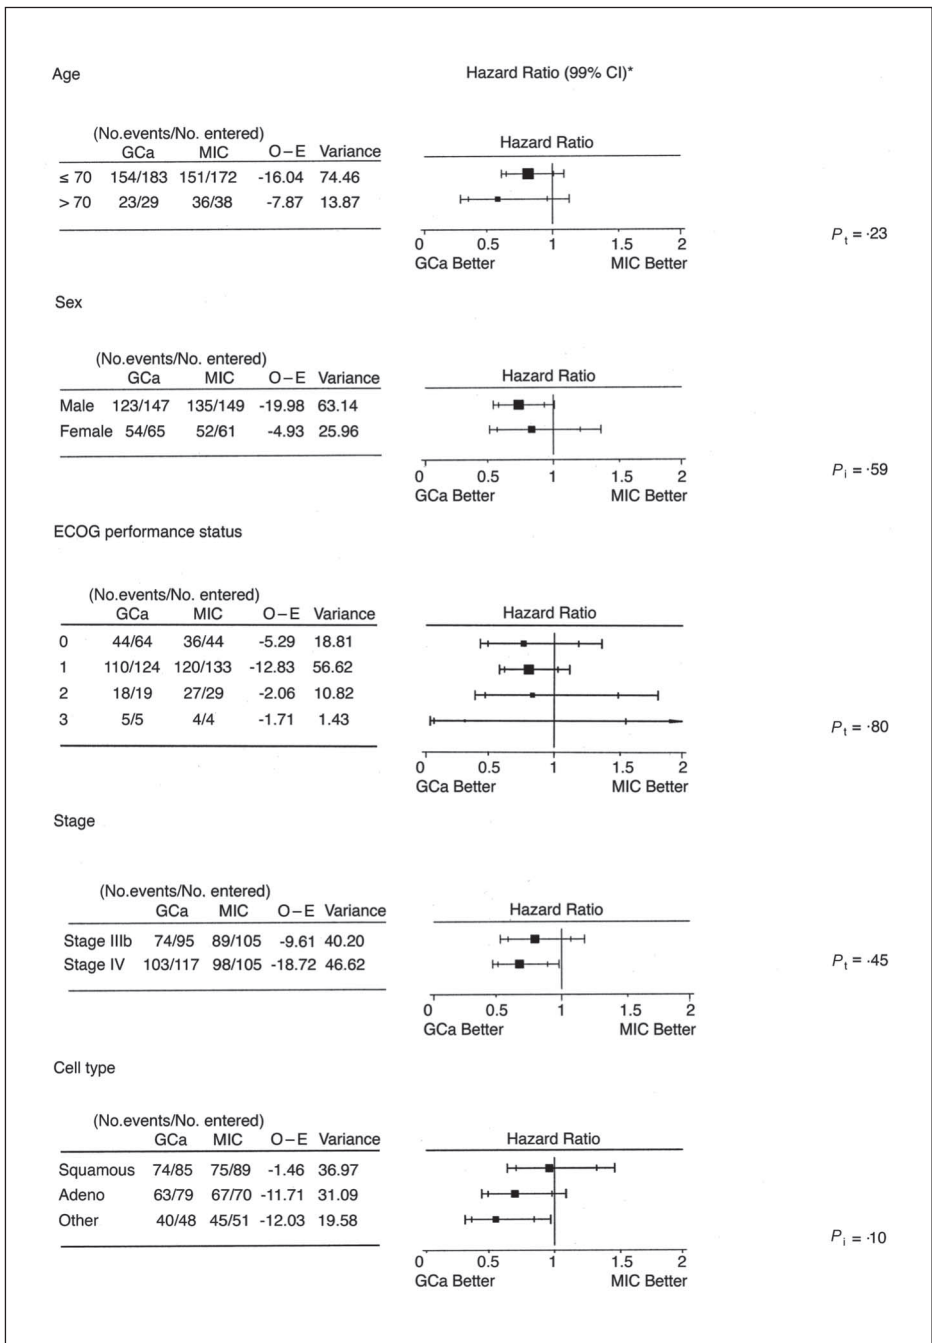 Age
Hazard Ratio (99% CI)*
(No.events/No. entered)
GCa MIC O–E Variance
≤ 70 154/183 151/172 -16.04 74.46
> 70 23/29 36/38 -7.87 13.87
Hazard Ratio
0 0.5 1 1.5 2
GCa Better MIC Better
Pt = ·23
Sex
(No.events/No. entered)
GCa MIC O–E Variance
Male 123/147 135/149 -19.98 63.14
Female 54/65 52/61 -4.93 25.96
Hazard Ratio
0 0.5 1 1.5 2
GCa Better MIC Better
Pi = ·59
ECOG performance status
(No.events/No. entered)
GCa MIC O–E Variance
0 44/64 36/44 -5.29 18.81
1 110/124 120/133 -12.83 56.62
2 18/19 27/29 -2.06 10.82
3 5/5 4/4 -1.71 1.43
Hazard Ratio
0 0.5 1 1.5 2
GCa Better MIC Better
Pt = ·80
Stage
(No.events/No. entered)
GCa MIC O–E Variance
Stage IIIb 74/95 89/105 -9.61 40.20
Stage IV 103/117 98/105 -18.72 46.62
Hazard Ratio
0 0.5 1 1.5 2
GCa Better MIC Better
Pt = ·45
Cell type
(No.events/No. entered)
GCa MIC O–E Variance
Squamous 74/85 75/89 -1.46 36.97
Adeno 63/79 67/70 -11.71 31.09
Other 40/48 45/51 -12.03 19.58
Hazard Ratio
0 0.5 1 1.5 2
GCa Better MIC Better
Pi = ·10